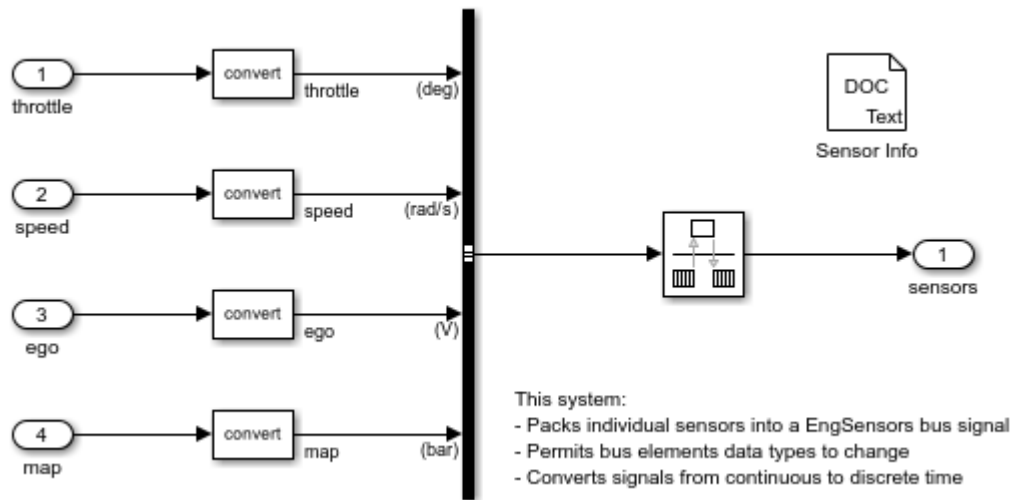 1
throttle
convert
throttle
(deg)
2
speed
convert
speed
(rad/s)
3
ego
convert
ego
(V)
4
map
convert
map
(bar)
DOC
Text
Sensor Info
1
sensors
This system:
- Packs individual sensors into a EngSensors bus signal
- Permits bus elements data types to change
- Converts signals from continuous to discrete time